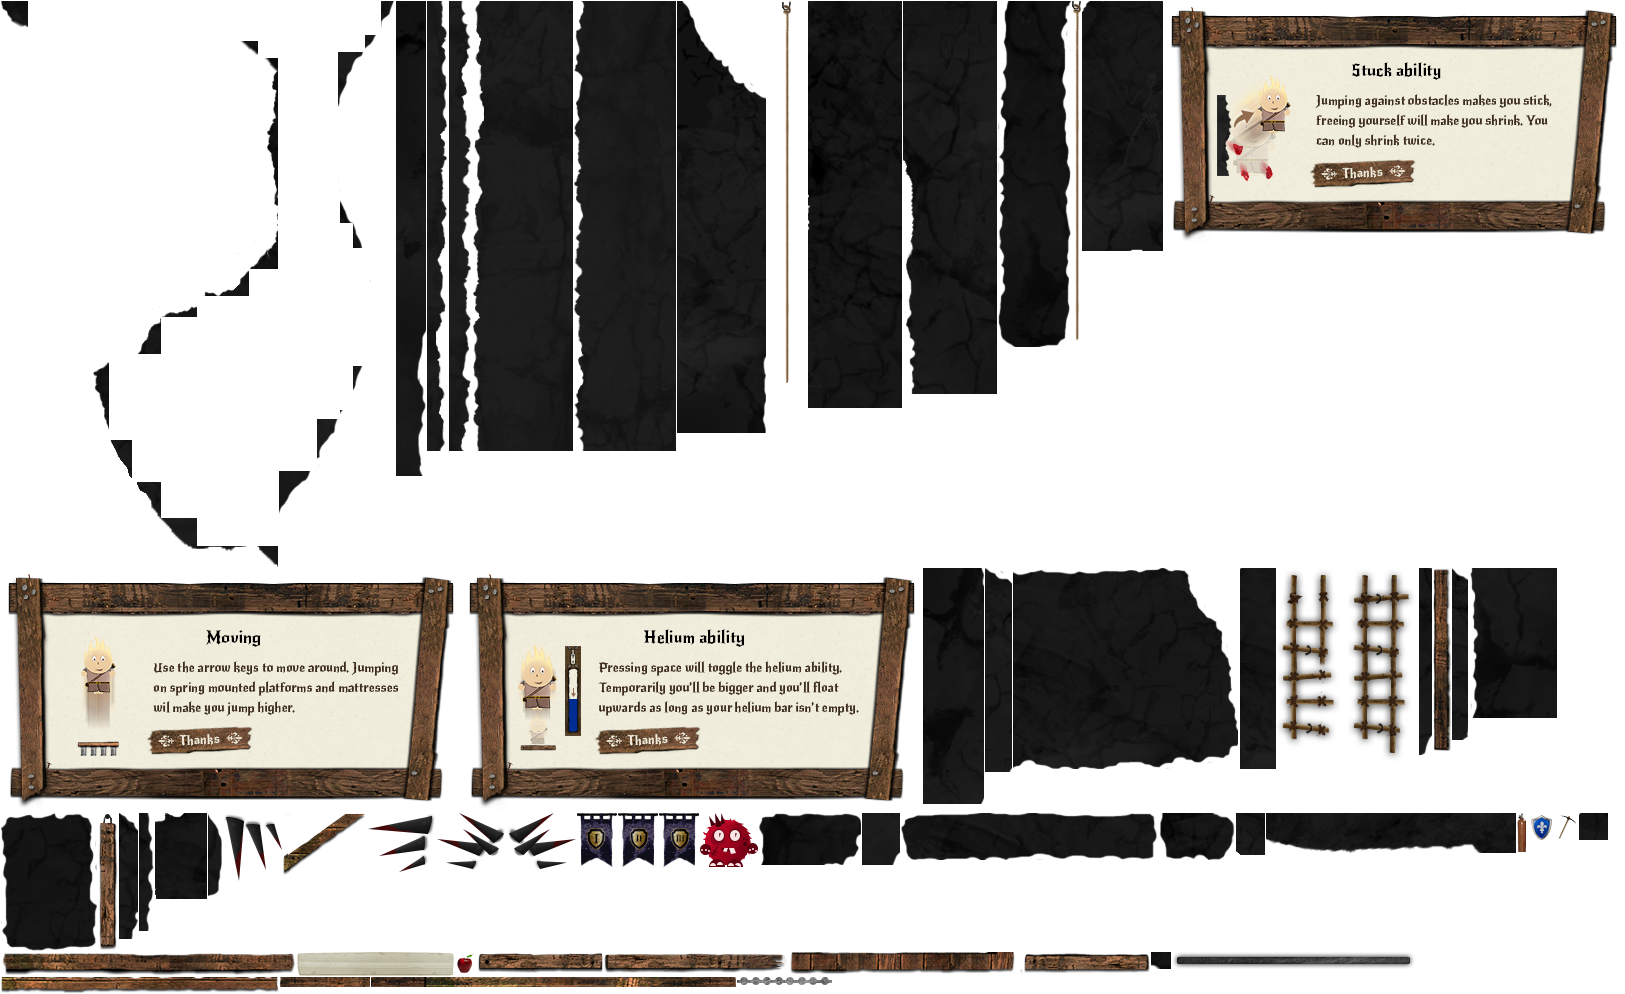 Stuck ability
Jumping against obstacles makes you stick,
freeing yourself will make you shrink. You
can only shrink twice.
Thanks
Moving
Use the arrow keys to move around. Jumping
on spring mounted platforms and mattresses
wil make you jump higher.
Thanks
Helium ability
Pressing space will toggle the helium ability.
Temporarily you'll be bigger and you'll float
upwards as long as your helium bar isn't empty.
Thanks
I II III